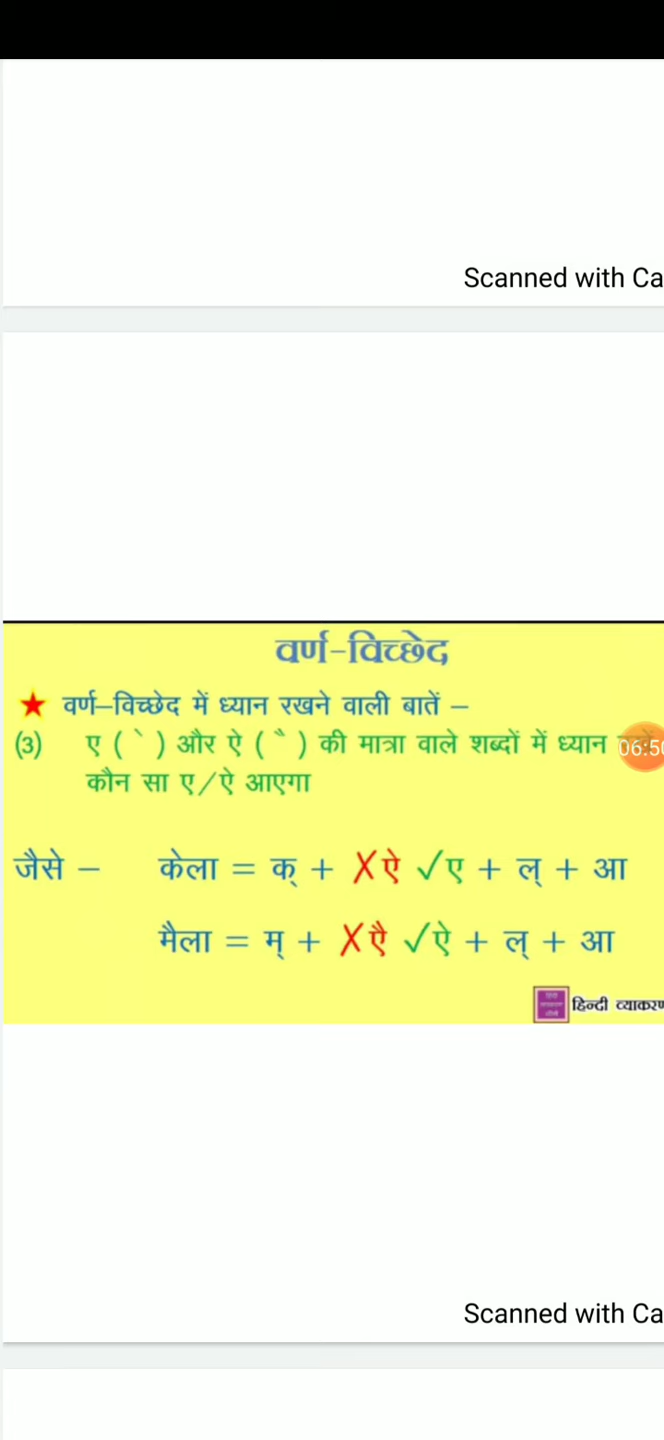 Scanned with Ca
वर्ण-विच्छेद
★ वर्ण–विच्छेद में ध्यान रखने वाली बातें –
(3) ए ( े ) और ऐ ( ै ) की मात्रा वाले शब्दों में ध्यान
06:5
कौन सा ए/ऐ आएगा
जैसे – केला = क् + ✗ऐ ✓ए + ल् + आ
मैला = म् + ✗ऐै ✓ऐ + ल् + आ
हिन्दी व्याकरण
Scanned with Ca